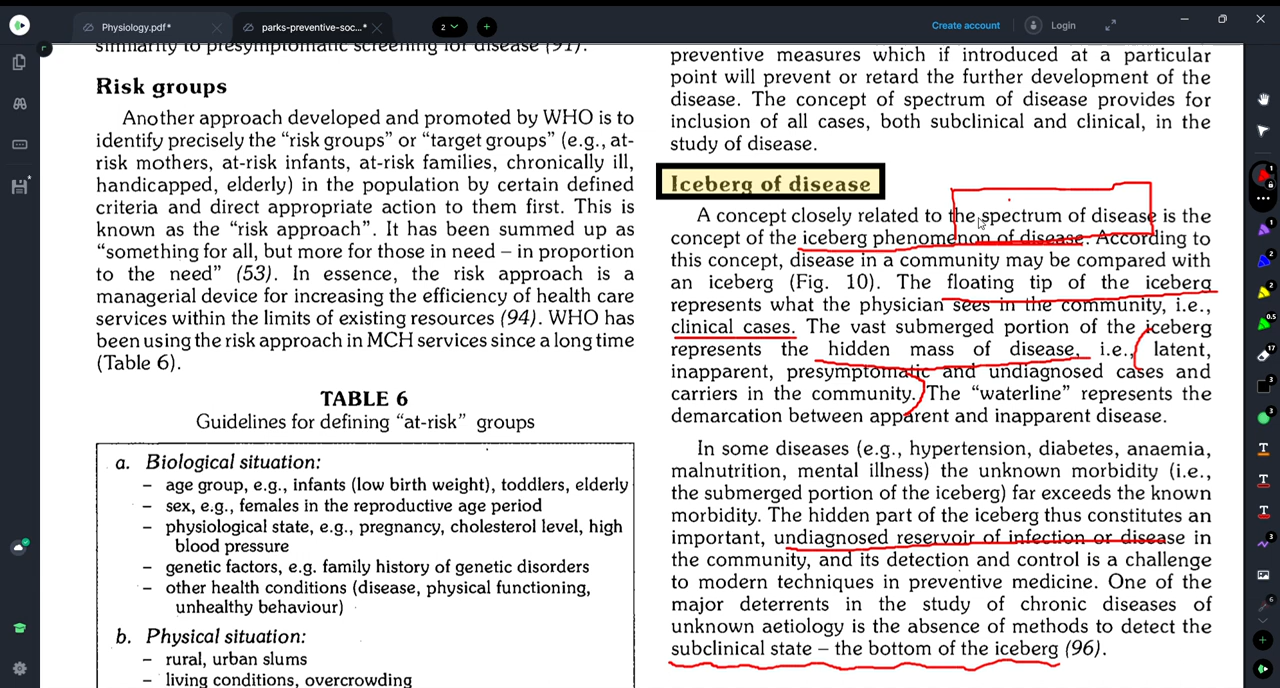 Physiology.pdf*
parks-preventive-soc...*
2
Create account
Login
similarity to presymptomatic screening for disease (91).
Risk groups
Another approach developed and promoted by WHO is to
identify precisely the “risk groups” or “target groups” (e.g., at-
risk mothers, at-risk infants, at-risk families, chronically ill,
handicapped, elderly) in the population by certain defined
criteria and direct appropriate action to them first. This is
known as the “risk approach”. It has been summed up as
“something for all, but more for those in need – in proportion
to the need” (53). In essence, the risk approach is a
managerial device for increasing the efficiency of health care
services within the limits of existing resources (94). WHO has
been using the risk approach in MCH services since a long time
(Table 6).
TABLE 6
Guidelines for defining “at-risk” groups
a. Biological situation:
– age group, e.g., infants (low birth weight), toddlers, elderly
– sex, e.g., females in the reproductive age period
– physiological state, e.g., pregnancy, cholesterol level, high
blood pressure
– genetic factors, e.g. family history of genetic disorders
– other health conditions (disease, physical functioning,
unhealthy behaviour)
b. Physical situation:
– rural, urban slums
– living conditions, overcrowding
preventive measures which if introduced at a particular
point will prevent or retard the further development of the
disease. The concept of spectrum of disease provides for
inclusion of all cases, both subclinical and clinical, in the
study of disease.
Iceberg of disease
A concept closely related to the spectrum of disease is the
concept of the iceberg phenomenon of disease. According to
this concept, disease in a community may be compared with
an iceberg (Fig. 10). The floating tip of the iceberg
represents what the physician sees in the community, i.e.,
clinical cases. The vast submerged portion of the iceberg
represents the hidden mass of disease, i.e., latent,
inapparent, presymptomatic and undiagnosed cases and
carriers in the community. The “waterline” represents the
demarcation between apparent and inapparent disease.
In some diseases (e.g., hypertension, diabetes, anaemia,
malnutrition, mental illness) the unknown morbidity (i.e.,
the submerged portion of the iceberg) far exceeds the known
morbidity. The hidden part of the iceberg thus constitutes an
important, undiagnosed reservoir of infection or disease in
the community, and its detection and control is a challenge
to modern techniques in preventive medicine. One of the
major deterrents in the study of chronic diseases of
unknown aetiology is the absence of methods to detect the
subclinical state – the bottom of the iceberg (96).
1
1
2
2
0.5
17
3
3
T
T
T
3
6